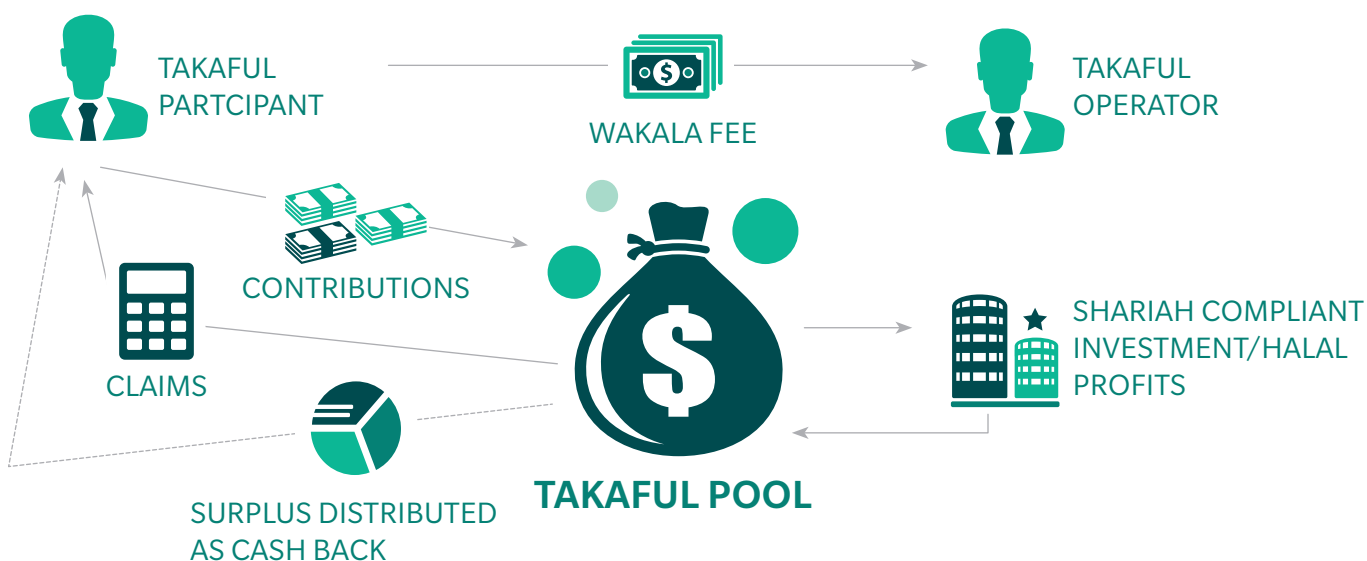 TAKAFUL
PARTCIPANT
WAKALA FEE
TAKAFUL
OPERATOR
CONTRIBUTIONS
$
SHARIAH COMPLIANT
INVESTMENT/HALAL
PROFITS
CLAIMS
$
TAKAFUL POOL
SURPLUS DISTRIBUTED
AS CASH BACK